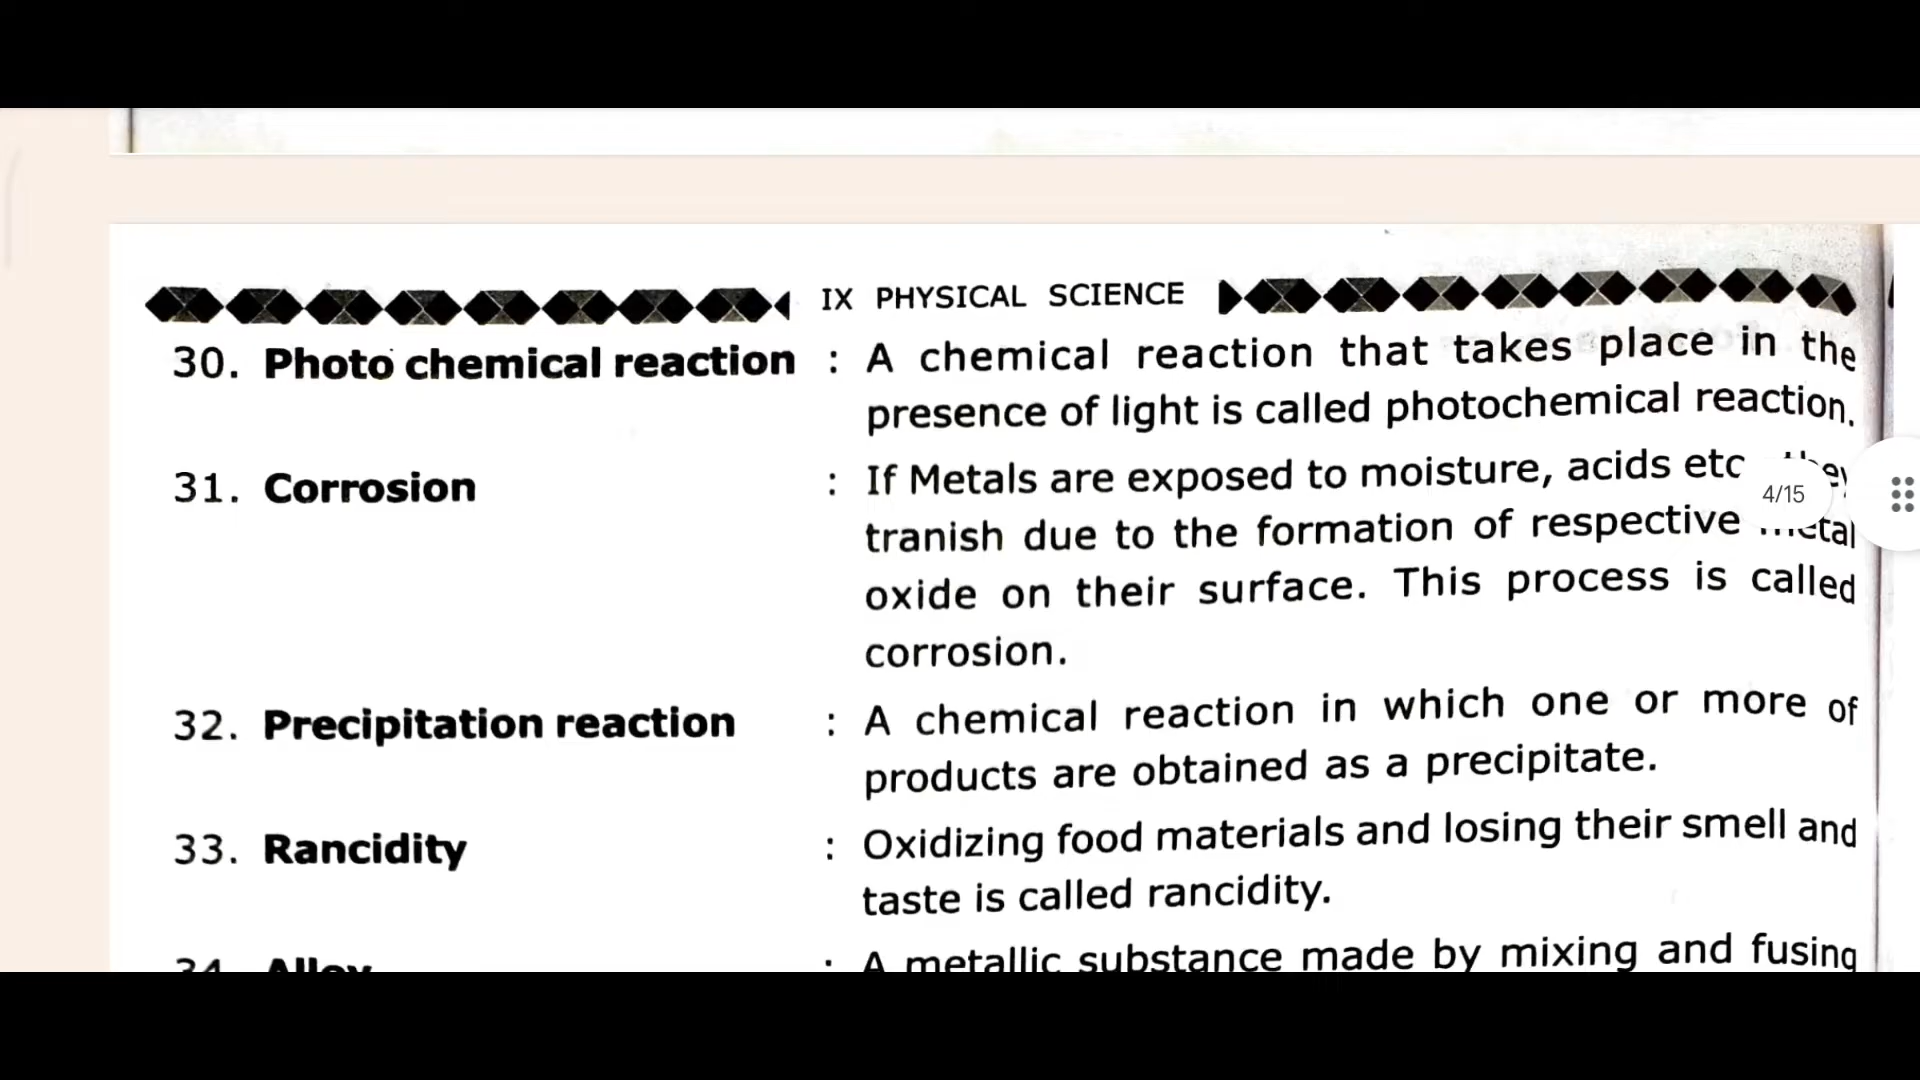 IX PHYSICAL SCIENCE
30. Photo chemical reaction : A chemical reaction that takes place in the
presence of light is called photochemical reaction.
31. Corrosion : If Metals are exposed to moisture, acids etc
4/15
tranish due to the formation of respective
oxide on their surface. This process is called
corrosion.
32. Precipitation reaction : A chemical reaction in which one or more of
products are obtained as a precipitate.
33. Rancidity : Oxidizing food materials and losing their smell and
taste is called rancidity.
34. Alloy : A metallic substance made by mixing and fusing